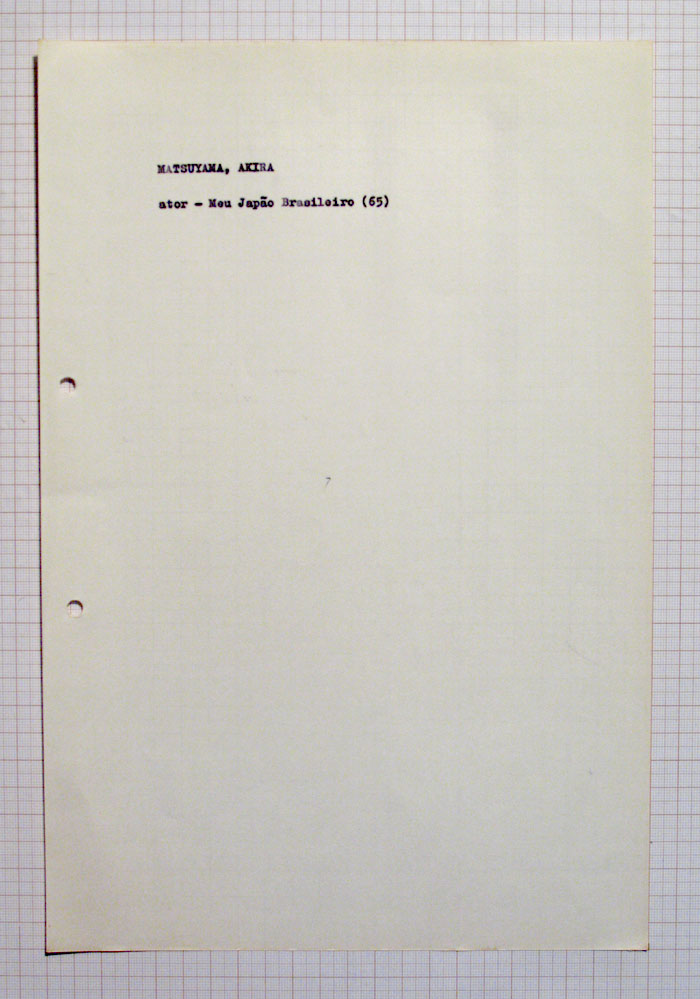 MATSUYAMA, AKIRA
ator - Meu Japão Brasileiro (65)